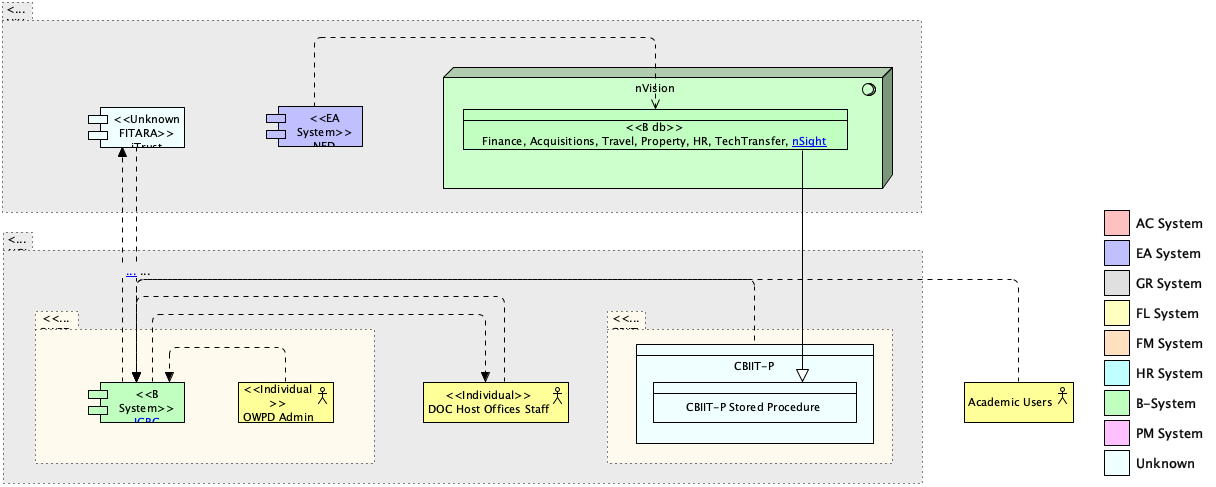 <...
nVision
<<Unknown
FITARA>>
iTrust
<<EA
System>>
NED
<<B db>>
Finance, Acquisitions, Travel, Property, HR, TechTransfer, nSight
<...
... ...
<<...
<<...
CBIIT-P
CBIIT-P Stored Procedure
<<B
System>>
<<Individual
>>
OWPD Admin
<<Individual>>
DOC Host Offices Staff
Academic Users
AC System
EA System
GR System
FL System
FM System
HR System
B-System
PM System
Unknown